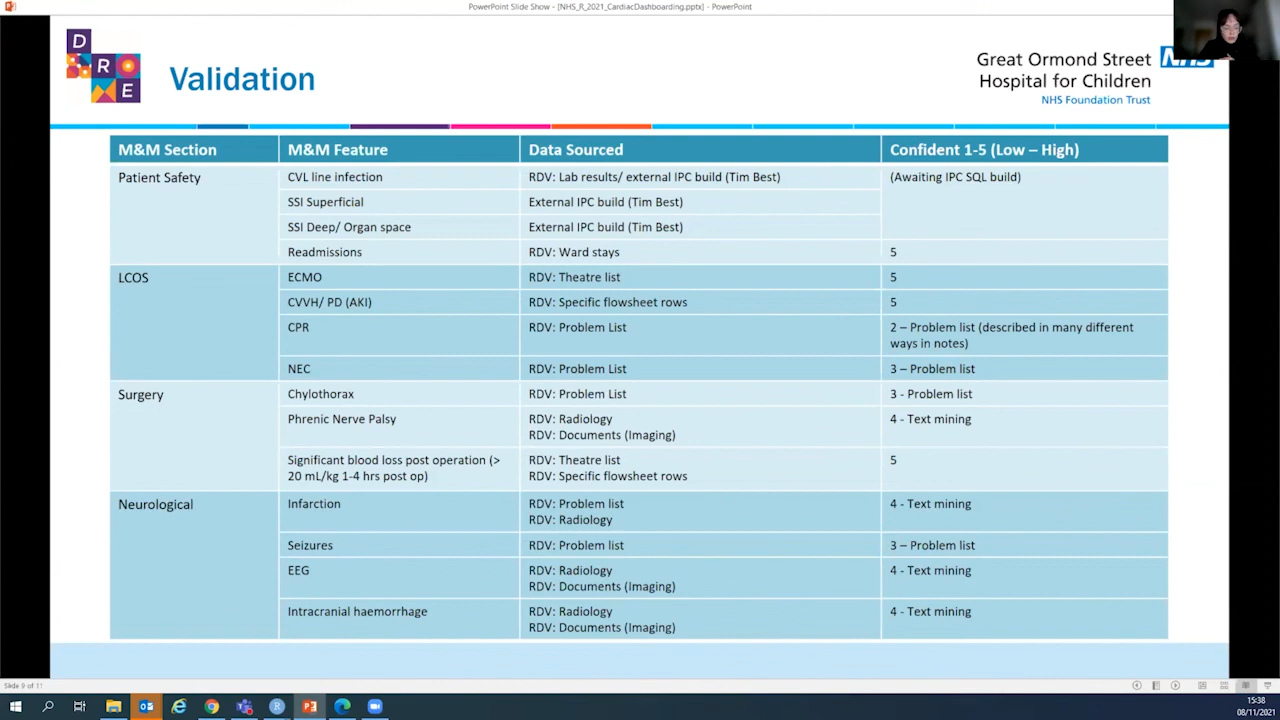 PowerPoint Slide Show - [NHS_R_2021_CardiacDashboarding.pptx] - PowerPoint
D
R
E
Validation
Great Ormond Street
Hospital for Children
NHS Foundation Trust
NHS
M&M Section M&M Feature Data Sourced Confident 1-5 (Low – High)
Patient Safety CVL line infection RDV: Lab results/ external IPC build (Tim Best) (Awaiting IPC SQL build)
SSI Superficial External IPC build (Tim Best)
SSI Deep/ Organ space External IPC build (Tim Best)
Readmissions RDV: Ward stays 5
LCOS ECMO RDV: Theatre list 5
CVVH/ PD (AKI) RDV: Specific flowsheet rows 5
CPR RDV: Problem List 2 – Problem list (described in many different
ways in notes)
NEC RDV: Problem List 3 – Problem list
Surgery Chylothorax RDV: Problem List 3 - Problem list
Phrenic Nerve Palsy RDV: Radiology 4 - Text mining
RDV: Documents (Imaging)
Significant blood loss post operation (> RDV: Theatre list 5
20 mL/kg 1-4 hrs post op) RDV: Specific flowsheet rows
Neurological Infarction RDV: Problem list 4 - Text mining
RDV: Radiology
Seizures RDV: Problem list 3 – Problem list
EEG RDV: Radiology 4 - Text mining
RDV: Documents (Imaging)
Intracranial haemorrhage RDV: Radiology 4 - Text mining
RDV: Documents (Imaging)
Slide 9 of 11
15:38
08/11/2021